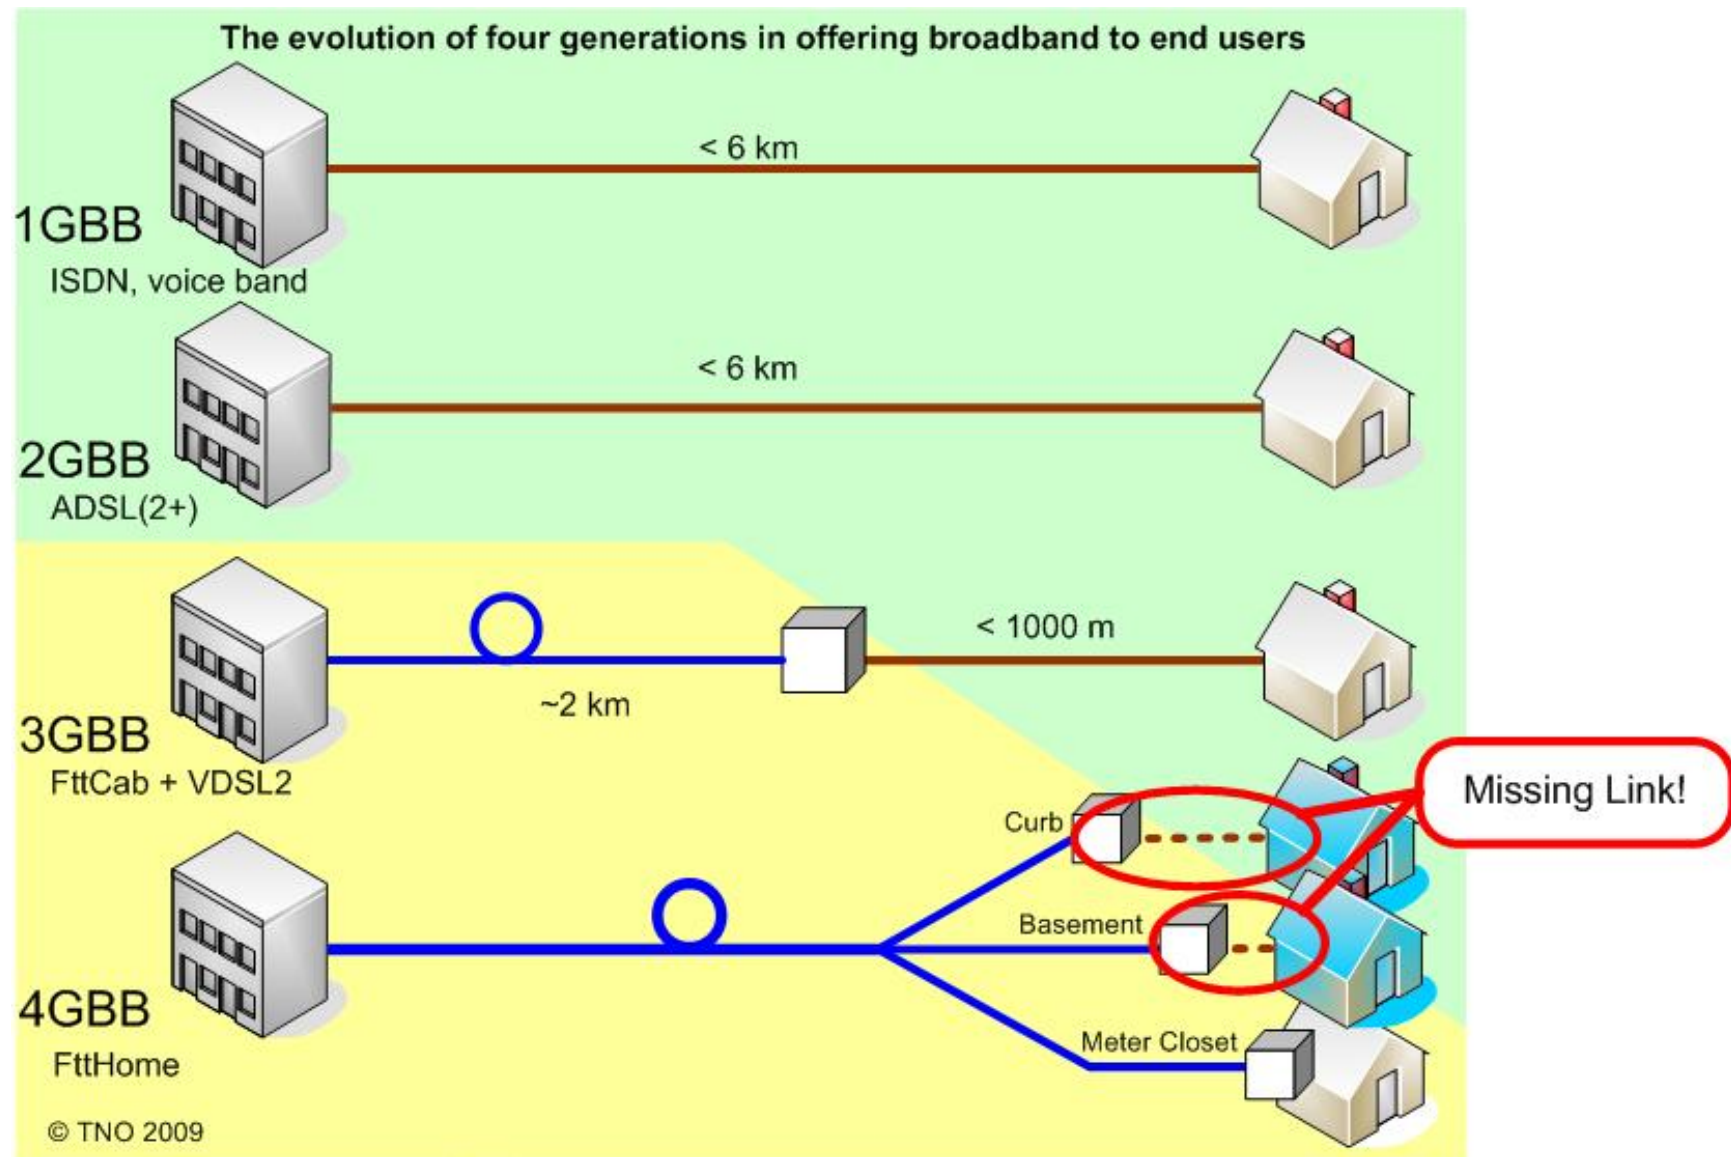 The evolution of four generations in offering broadband to end users
< 6 km
1GBB
ISDN, voice band
< 6 km
2GBB
ADSL(2+)
< 1000 m
~2 km
3GBB
FttCab + VDSL2
Missing Link!
Curb
Basement
4GBB
Meter Closet
FttHome
© TNO 2009